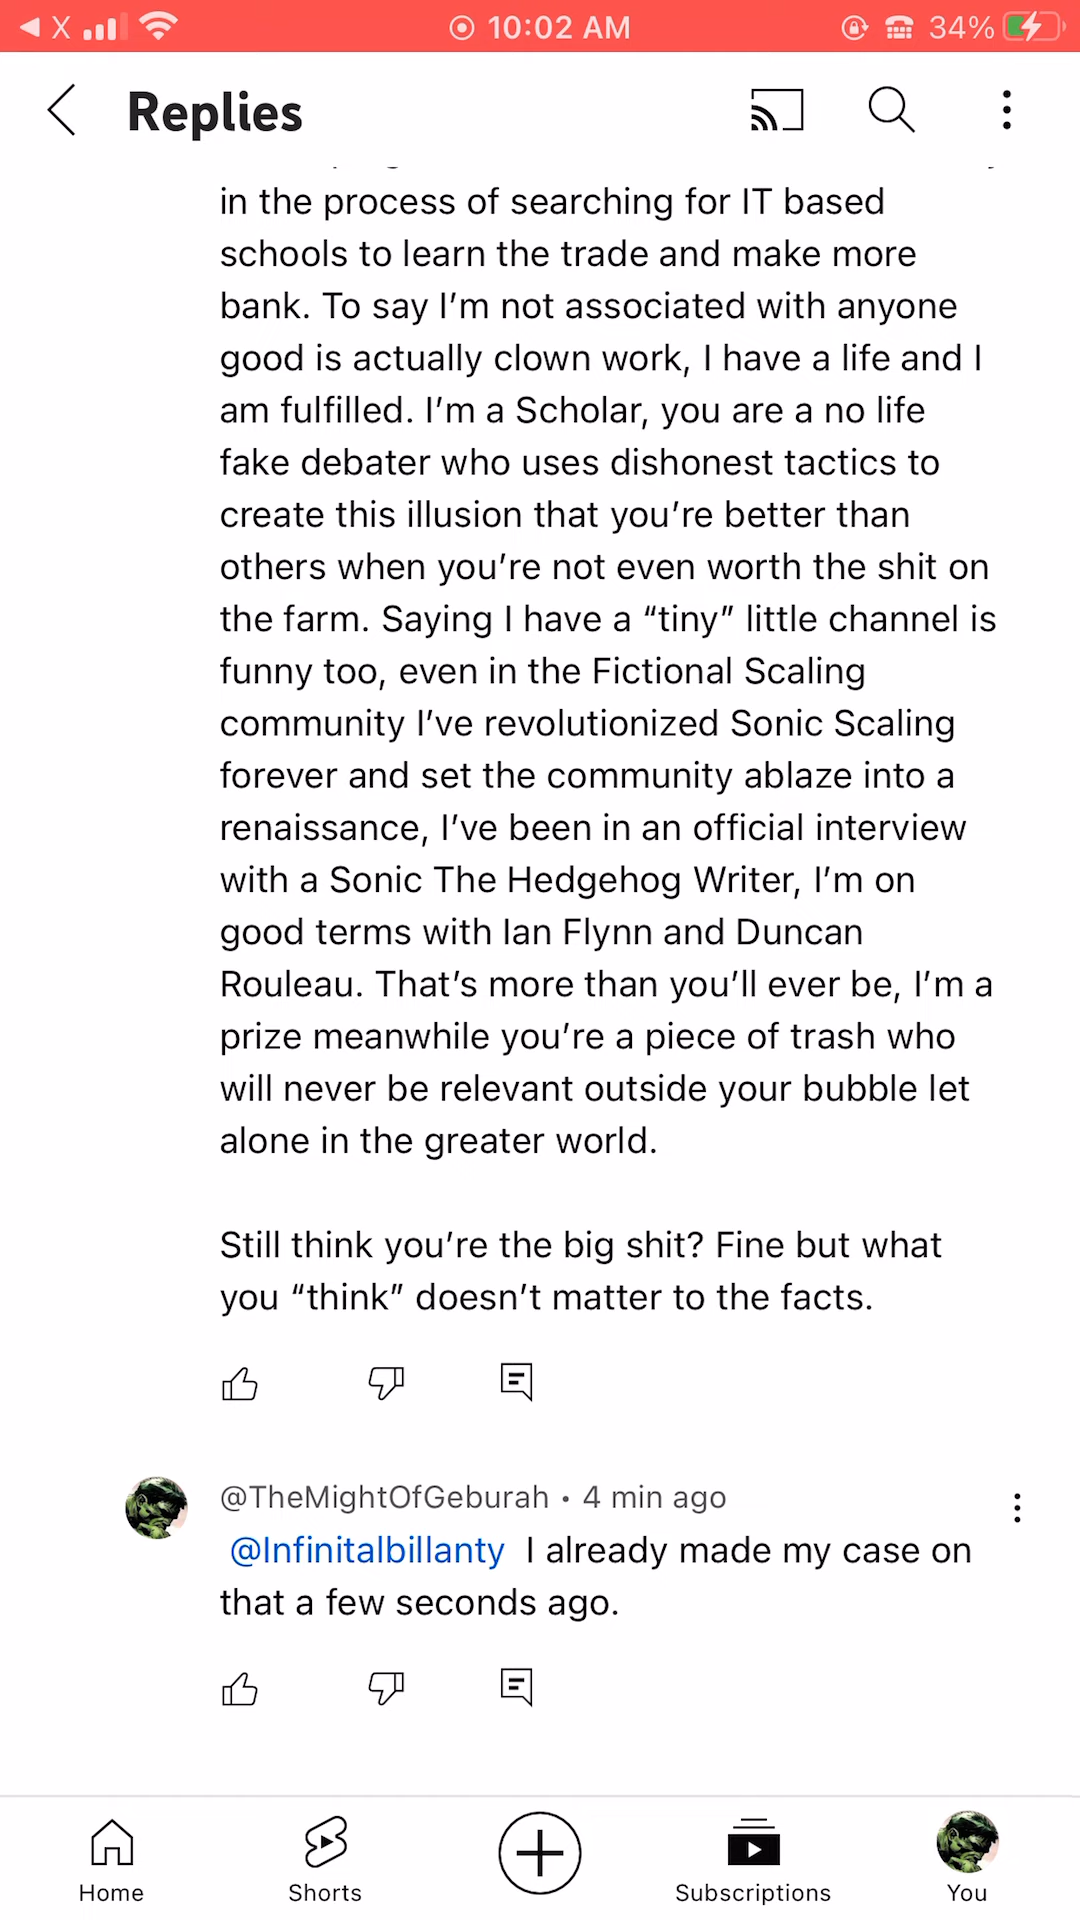 X 10:02 AM 34%
Replies
in the process of searching for IT based
schools to learn the trade and make more
bank. To say I’m not associated with anyone
good is actually clown work, I have a life and I
am fulfilled. I’m a Scholar, you are a no life
fake debater who uses dishonest tactics to
create this illusion that you’re better than
others when you’re not even worth the shit on
the farm. Saying I have a “tiny” little channel is
funny too, even in the Fictional Scaling
community I’ve revolutionized Sonic Scaling
forever and set the community ablaze into a
renaissance, I’ve been in an official interview
with a Sonic The Hedgehog Writer, I’m on
good terms with Ian Flynn and Duncan
Rouleau. That’s more than you’ll ever be, I’m a
prize meanwhile you’re a piece of trash who
will never be relevant outside your bubble let
alone in the greater world.
Still think you’re the big shit? Fine but what
you “think” doesn’t matter to the facts.
@TheMightOfGeburah • 4 min ago
@Infinitalbillanty I already made my case on
that a few seconds ago.
Home Shorts Subscriptions You